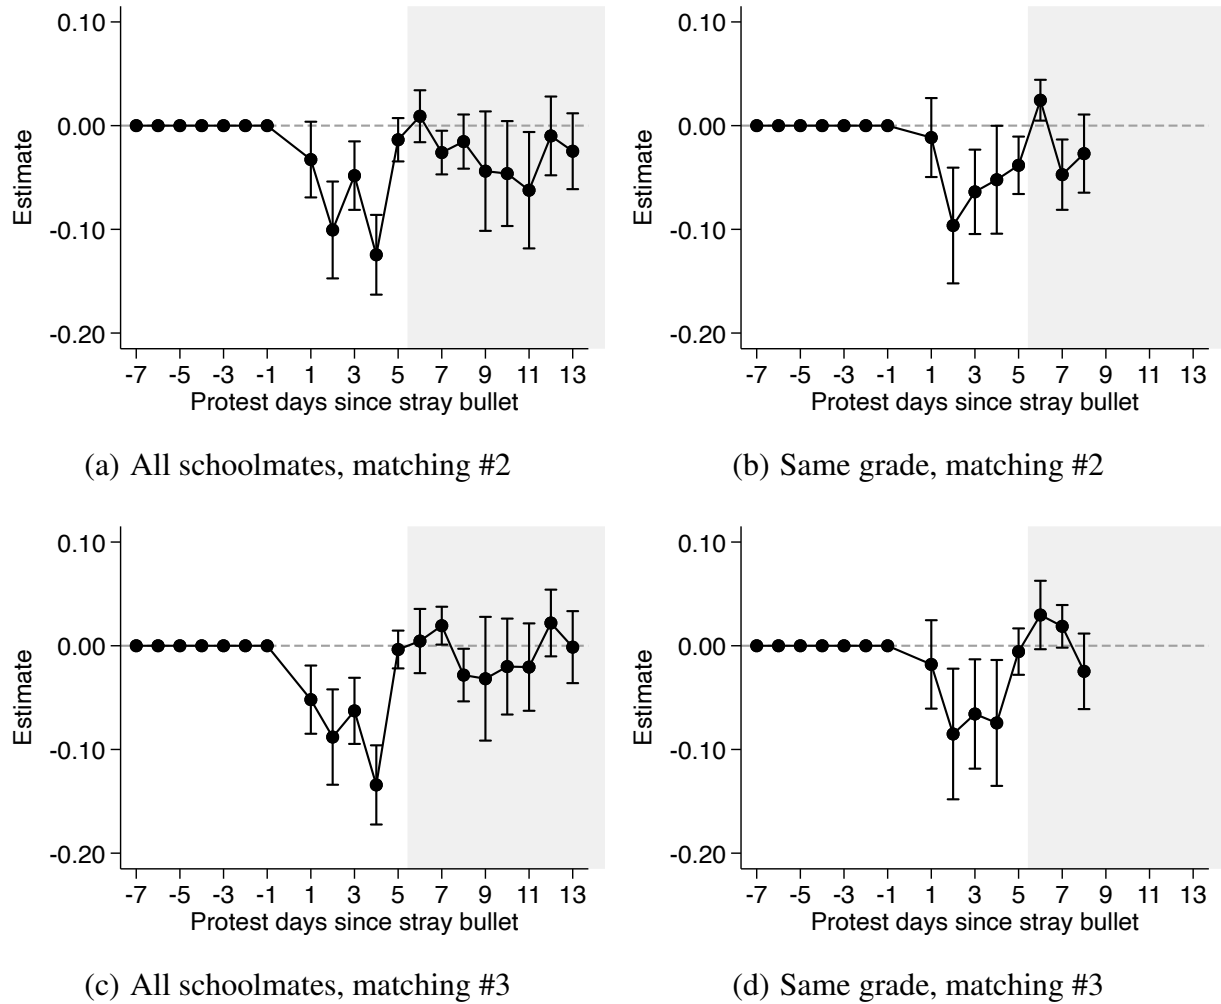 0.10
0.00
-0.10
-0.20
Estimate
-7 -5 -3 -1 1 3 5 7 9 11 13
Protest days since stray bullet
(a) All schoolmates, matching #2
0.10
0.00
-0.10
-0.20
Estimate
-7 -5 -3 -1 1 3 5 7 9 11 13
Protest days since stray bullet
(b) Same grade, matching #2
0.10
0.00
-0.10
-0.20
Estimate
-7 -5 -3 -1 1 3 5 7 9 11 13
Protest days since stray bullet
(c) All schoolmates, matching #3
0.10
0.00
-0.10
-0.20
Estimate
-7 -5 -3 -1 1 3 5 7 9 11 13
Protest days since stray bullet
(d) Same grade, matching #3